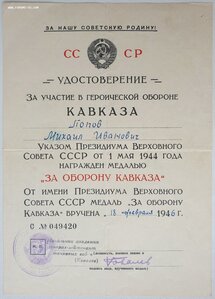 ЗА НАШУ СОВЕТСКУЮ РОДИНУ!
СС СР
УДОСТОВЕРЕНИЕ
ЗА УЧАСТИЕ В ГЕРОИЧЕСКОЙ ОБОРОНЕ
КАВКАЗА
Попов
Михаил Иванович
УКАЗОМ ПРЕЗИДИУМА ВЕРХОВНОГО
СОВЕТА СССР ОТ 1 МАЯ 1944 ГОДА
НАГРАЖДЕН МЕДАЛЬЮ
„ЗА ОБОРОНУ КАВКАЗА"
ОТ ИМЕНИ ПРЕЗИДИУМА ВЕРХОВНОГО
СОВЕТА СССР МЕДАЛЬ „ЗА ОБОРОНУ
КАВКАЗА" ВРУЧЕНА „18 февраля 1946 г.
С № 049420